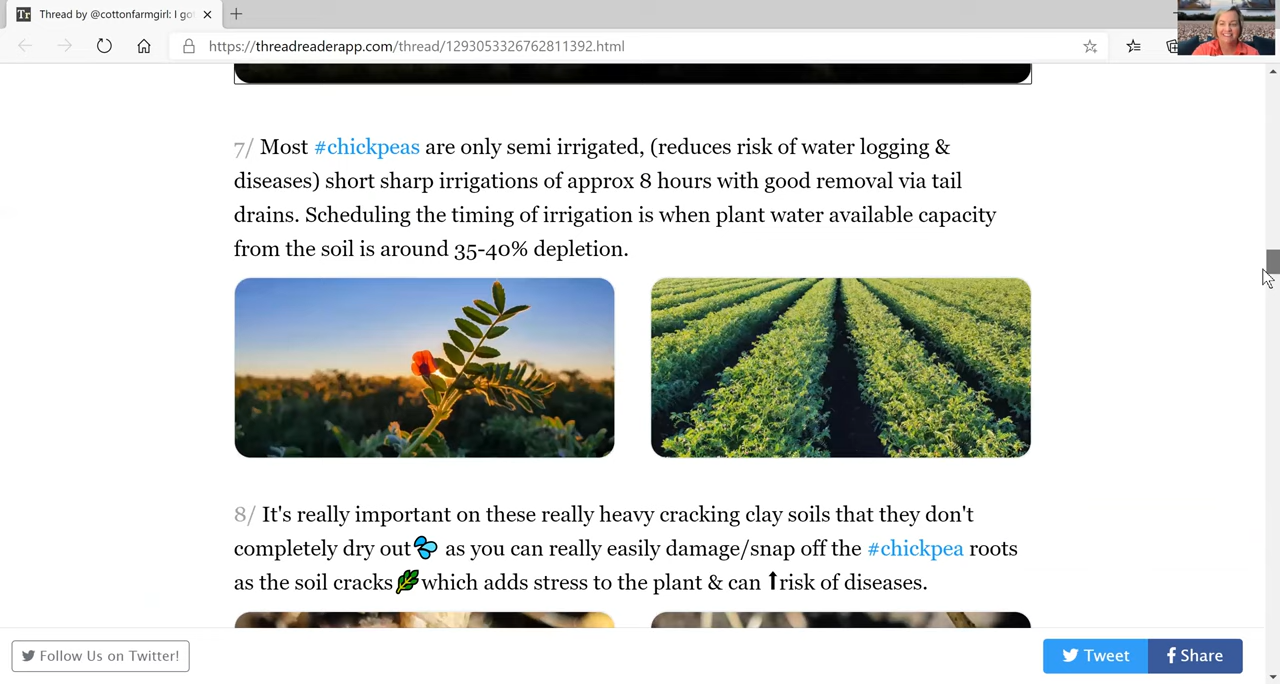 Thread by @cottonfarmgirl: I go
https://threadreaderapp.com/thread/1293053326762811392.html
7/ Most #chickpeas are only semi irrigated, (reduces risk of water logging &
diseases) short sharp irrigations of approx 8 hours with good removal via tail
drains. Scheduling the timing of irrigation is when plant water available capacity
from the soil is around 35-40% depletion.
8/ It's really important on these really heavy cracking clay soils that they don't
completely dry out💦 as you can really easily damage/snap off the #chickpea roots
as the soil cracks🌿which adds stress to the plant & can ⬆risk of diseases.
Follow Us on Twitter!
Tweet
Share